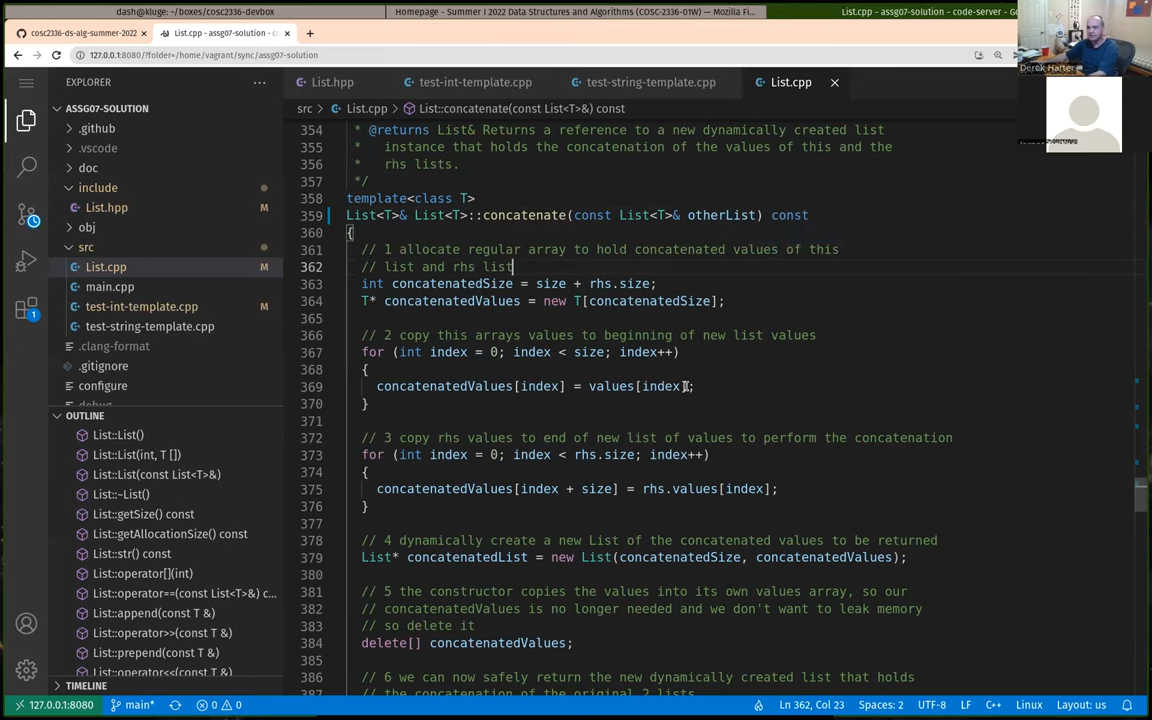 dash@kluge: ~/boxes/cosc2336-devbox
Homepage - Summer I 2022 Data Structures and Algorithms (COSC-2336-01W) — Mozilla Fi...
List.cpp - assg07-solution - code-server — Go
cosc2336-ds-alg-summer-2022 ×
List.cpp - assg07-solution - co ×
127.0.0.1:8080/?folder=/home/vagrant/sync/assg07-solution
Derek Harter
EXPLORER
List.hpp
test-int-template.cpp
test-string-template.cpp
List.cpp
ASSG07-SOLUTION
src > List.cpp > List::concatenate(const List<T>&) const
.github
.vscode
doc
include
List.hpp M
obj
src
List.cpp M
main.cpp
test-int-template.cpp M
test-string-template.cpp
.clang-format
.gitignore
configure
OUTLINE
List::List()
List::List(int, T [])
List::List(const List<T>&)
List::~List()
List::getSize() const
List::getAllocationSize() const
List::str() const
List::operator[](int)
List::operator==(const List<T>&) c...
List::append(const T &)
List::operator>>(const T &)
List::prepend(const T &)
List::operator<<(const T &)
TIMELINE
1
354 * @returns List& Returns a reference to a new dynamically created list
355 *   instance that holds the concatenation of the values of this and the
356 *   rhs lists.
357 */
358 template<class T>
359 List<T>& List<T>::concatenate(const List<T>& otherList) const
360 {
361 // 1 allocate regular array to hold concatenated values of this
362 // list and rhs list
363 int concatenatedSize = size + rhs.size;
364 T* concatenatedValues = new T[concatenatedSize];
365
366 // 2 copy this arrays values to beginning of new list values
367 for (int index = 0; index < size; index++)
368 {
369 concatenatedValues[index] = values[index];
370 }
371
372 // 3 copy rhs values to end of new list of values to perform the concatenation
373 for (int index = 0; index < rhs.size; index++)
374 {
375 concatenatedValues[index + size] = rhs.values[index];
376 }
377
378 // 4 dynamically create a new List of the concatenated values to be returned
379 List* concatenatedList = new List(concatenatedSize, concatenatedValues);
380
381 // 5 the constructor copies the values into its own values array, so our
382 // concatenatedValues is no longer needed and we don't want to leak memory
383 // so delete it
384 delete[] concatenatedValues;
385
386 // 6 we can now safely return the new dynamically created list that holds
387 // the concatenation of the original 2 lists
127.0.0.1:8080 main* 0 0 Ln 362, Col 23 Spaces: 2 UTF-8 LF C++ Linux Layout: us